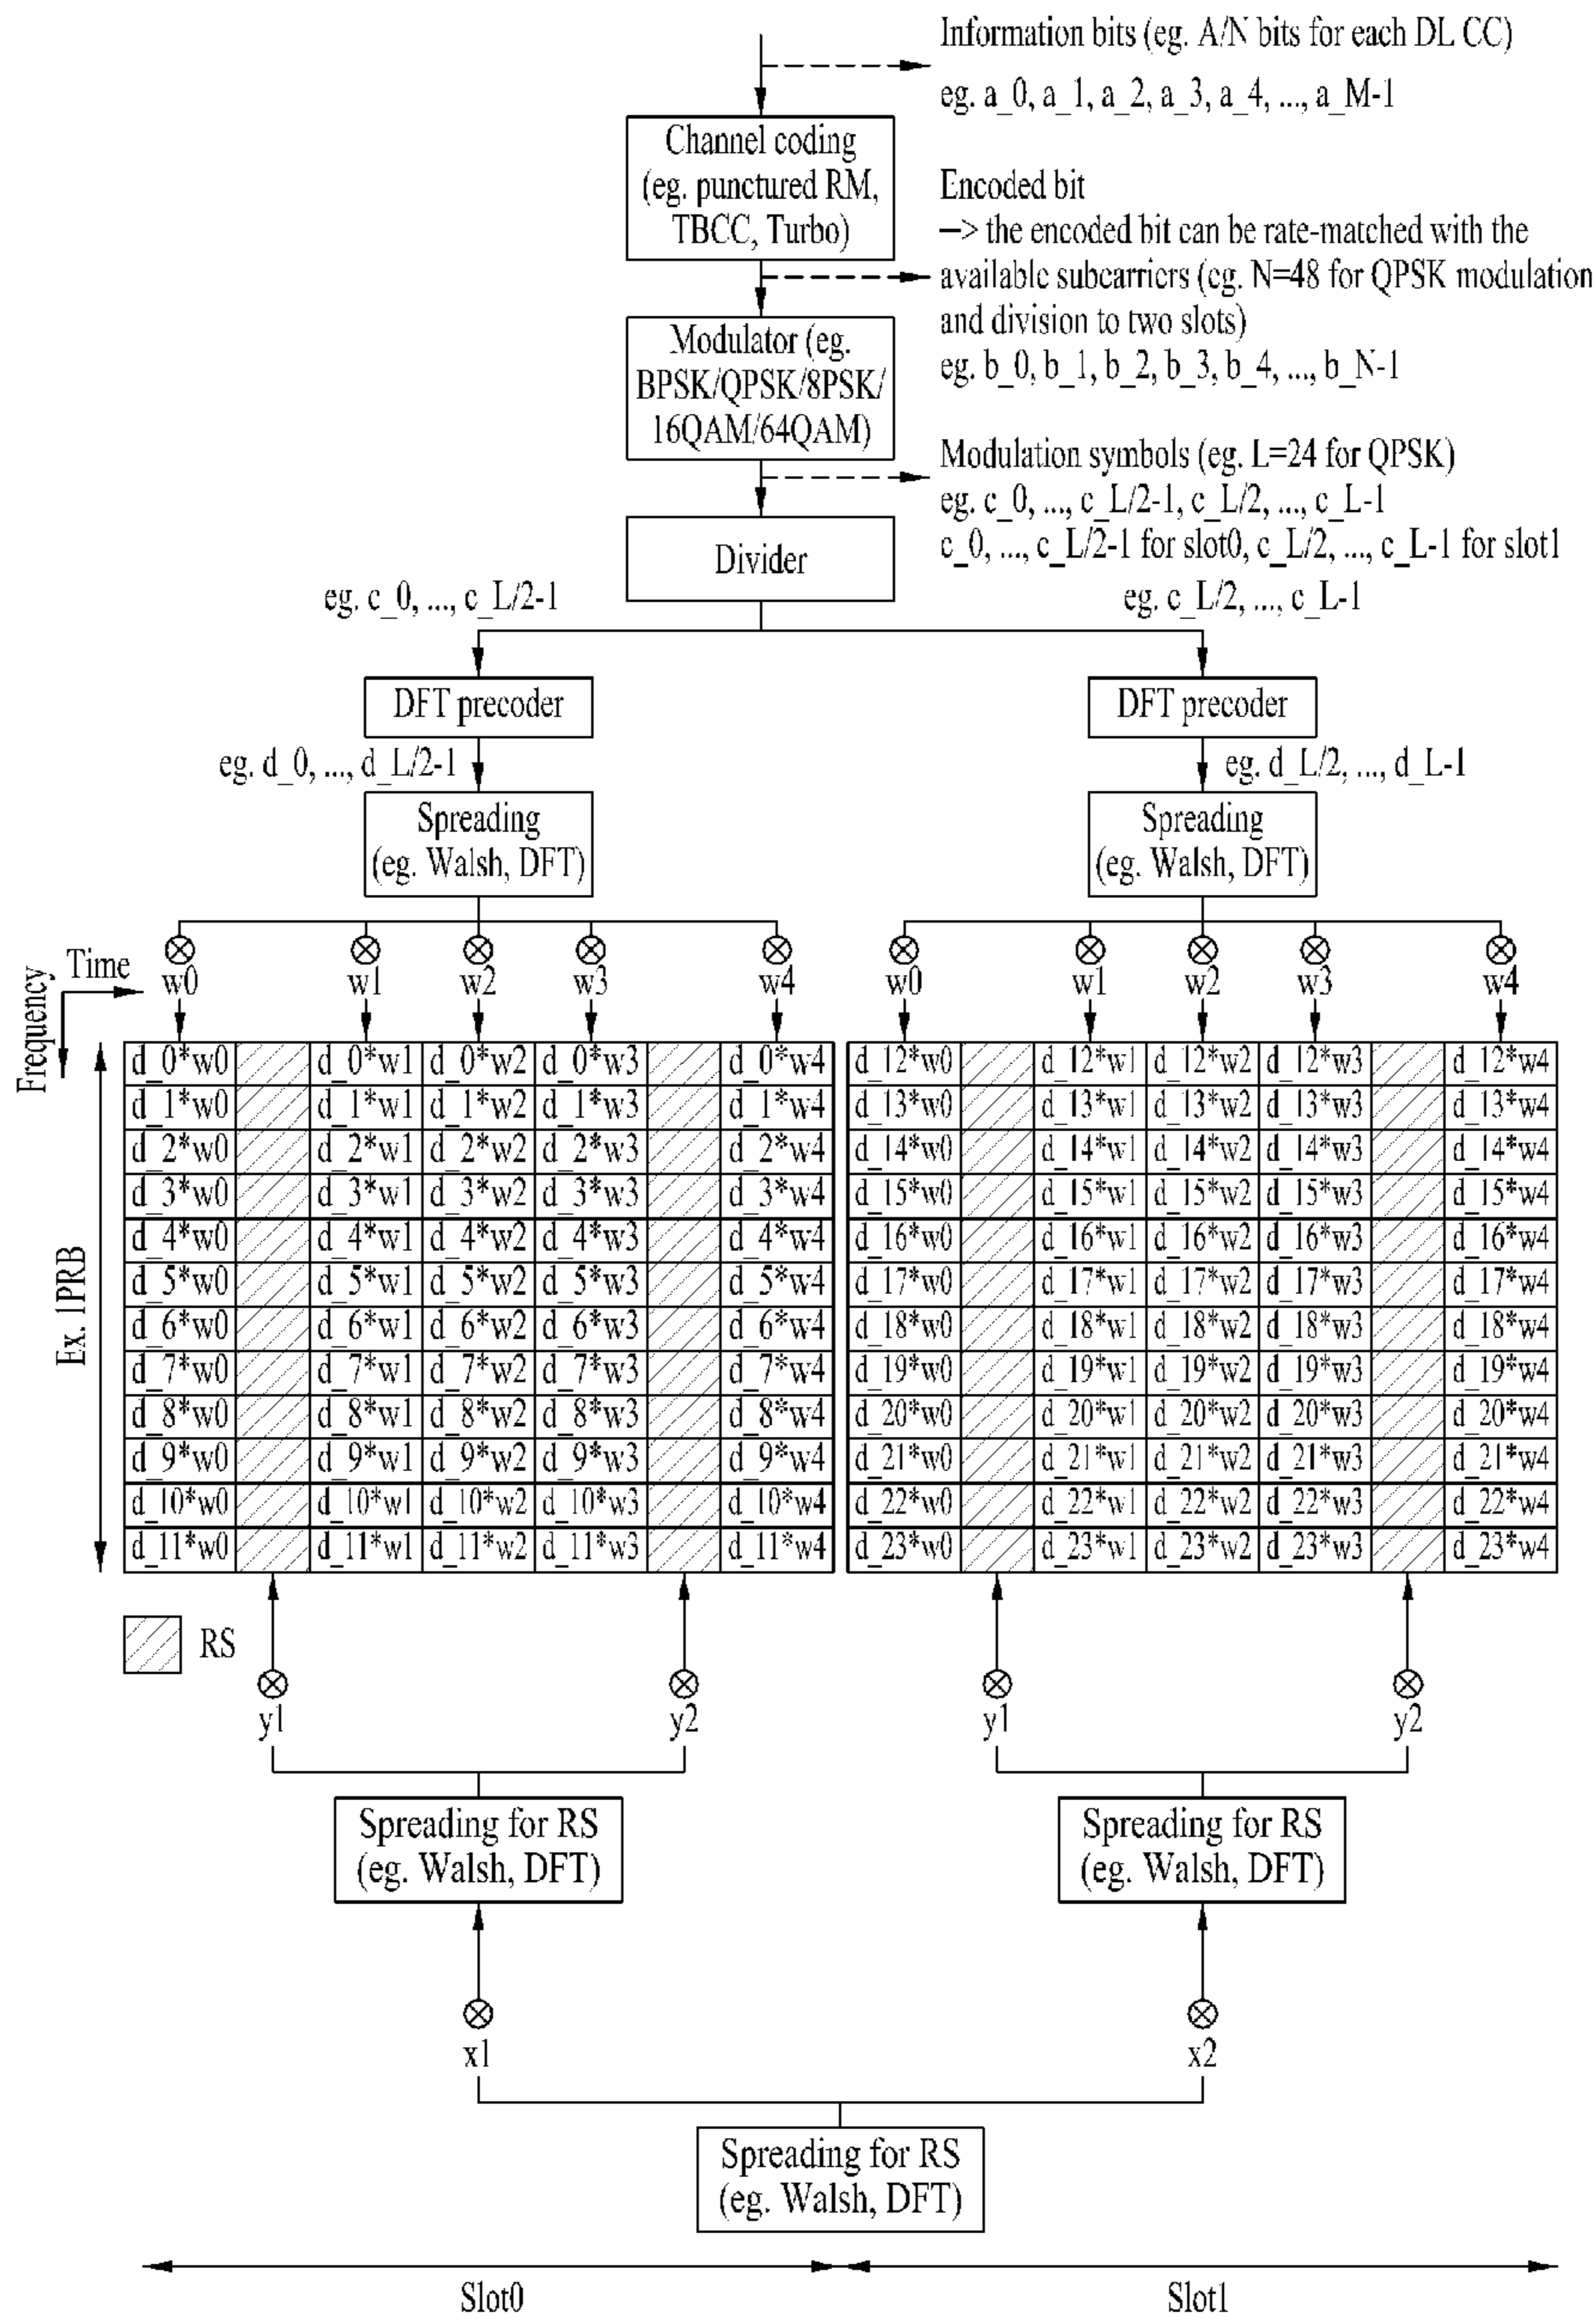 Information bits (eg. A/N bits for each DL CC)
eg. a_0, a_1, a_2, a_3, a_4, ..., a_M-1
Channel coding
(eg. punctured RM,
TBCC, Turbo)
Encoded bit
—> the encoded bit can be rate-matched with the
available subcarriers (eg. N=48 for QPSK modulation
and division to two slots)
eg. b_0, b_1, b_2, b_3, b_4, ..., b_N-1
Modulator (eg.
BPSK/QPSK/8PSK/
16QAM/64QAM)
Modulation symbols (eg. L=24 for QPSK)
eg. c_0, ..., c_L/2-1, c_L/2, ..., c_L-1
c_0, ..., c_L/2-1 for slot0, c_L/2, ..., c_L-1 for slot1
Divider
eg. c_0, ..., c_L/2-1 eg. c_L/2, ..., c_L-1
DFT precoder DFT precoder
eg. d_0, ..., d_L/2-1 eg. d_L/2, ..., d_L-1
Spreading Spreading
(eg. Walsh, DFT) (eg. Walsh, DFT)
Time
Frequency
w0 w1 w2 w3 w4 w0 w1 w2 w3 w4
Ex. 1PRB
d_0*w0 d_0*w1 d_0*w2 d_0*w3 d_0*w4 d_12*w0 d_12*w1 d_12*w2 d_12*w3 d_12*w4
d_1*w0 d_1*w1 d_1*w2 d_1*w3 d_1*w4 d_13*w0 d_13*w1 d_13*w2 d_13*w3 d_13*w4
d_2*w0 d_2*w1 d_2*w2 d_2*w3 d_2*w4 d_14*w0 d_14*w1 d_14*w2 d_14*w3 d_14*w4
d_3*w0 d_3*w1 d_3*w2 d_3*w3 d_3*w4 d_15*w0 d_15*w1 d_15*w2 d_15*w3 d_15*w4
d_4*w0 d_4*w1 d_4*w2 d_4*w3 d_4*w4 d_16*w0 d_16*w1 d_16*w2 d_16*w3 d_16*w4
d_5*w0 d_5*w1 d_5*w2 d_5*w3 d_5*w4 d_17*w0 d_17*w1 d_17*w2 d_17*w3 d_17*w4
d_6*w0 d_6*w1 d_6*w2 d_6*w3 d_6*w4 d_18*w0 d_18*w1 d_18*w2 d_18*w3 d_18*w4
d_7*w0 d_7*w1 d_7*w2 d_7*w3 d_7*w4 d_19*w0 d_19*w1 d_19*w2 d_19*w3 d_19*w4
d_8*w0 d_8*w1 d_8*w2 d_8*w3 d_8*w4 d_20*w0 d_20*w1 d_20*w2 d_20*w3 d_20*w4
d_9*w0 d_9*w1 d_9*w2 d_9*w3 d_9*w4 d_21*w0 d_21*w1 d_21*w2 d_21*w3 d_21*w4
d_10*w0 d_10*w1 d_10*w2 d_10*w3 d_10*w4 d_22*w0 d_22*w1 d_22*w2 d_22*w3 d_22*w4
d_11*w0 d_11*w1 d_11*w2 d_11*w3 d_11*w4 d_23*w0 d_23*w1 d_23*w2 d_23*w3 d_23*w4
RS
y1 y2 y1 y2
Spreading for RS Spreading for RS
(eg. Walsh, DFT) (eg. Walsh, DFT)
x1 x2
Spreading for RS
(eg. Walsh, DFT)
Slot0 Slot1